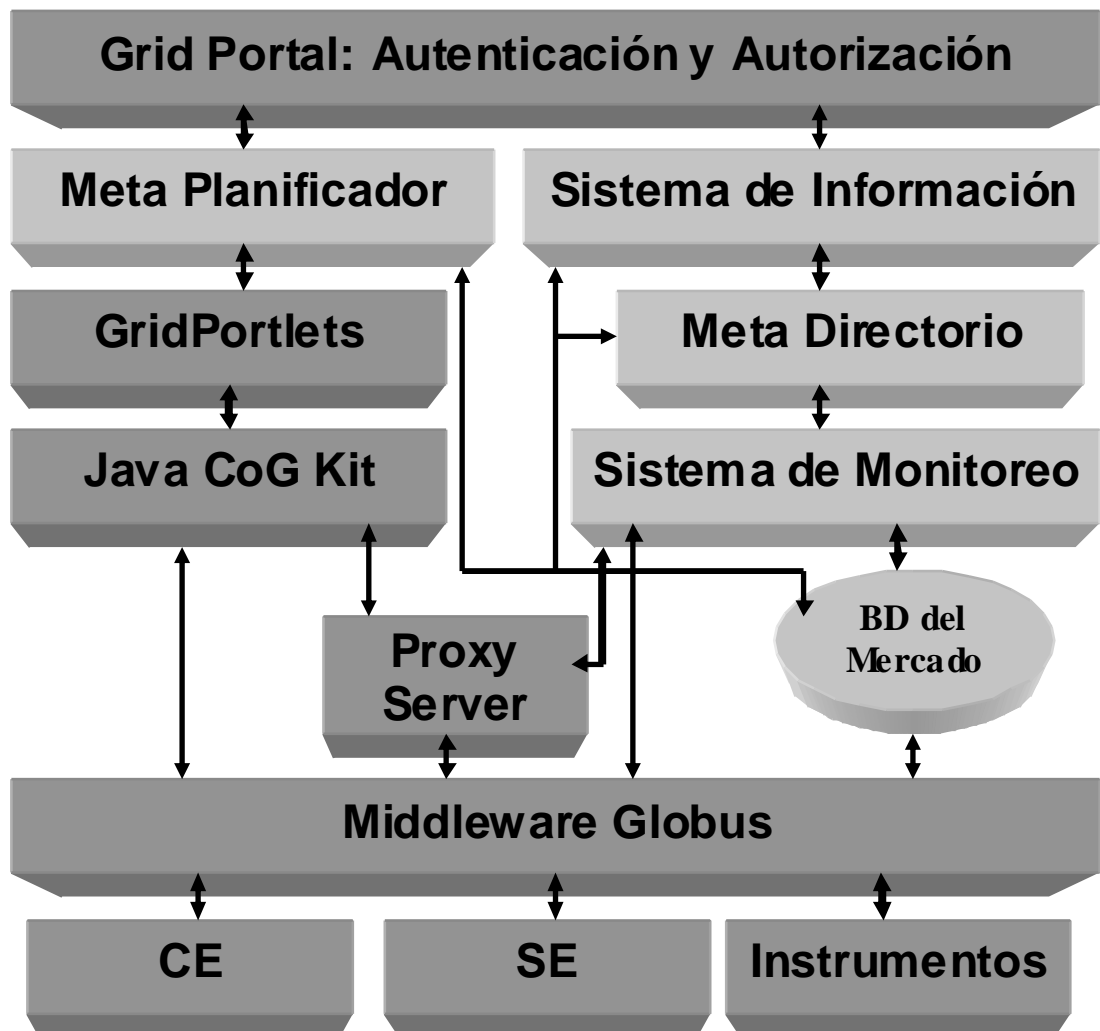 Grid Portal: Autenticación y Autorización
Meta Planificador
Sistema de Información
GridPortlets
Meta Directorio
Java CoG Kit
Sistema de Monitoreo
Proxy
Server
BD del
Mercado
Middleware Globus
CE
SE
Instrumentos